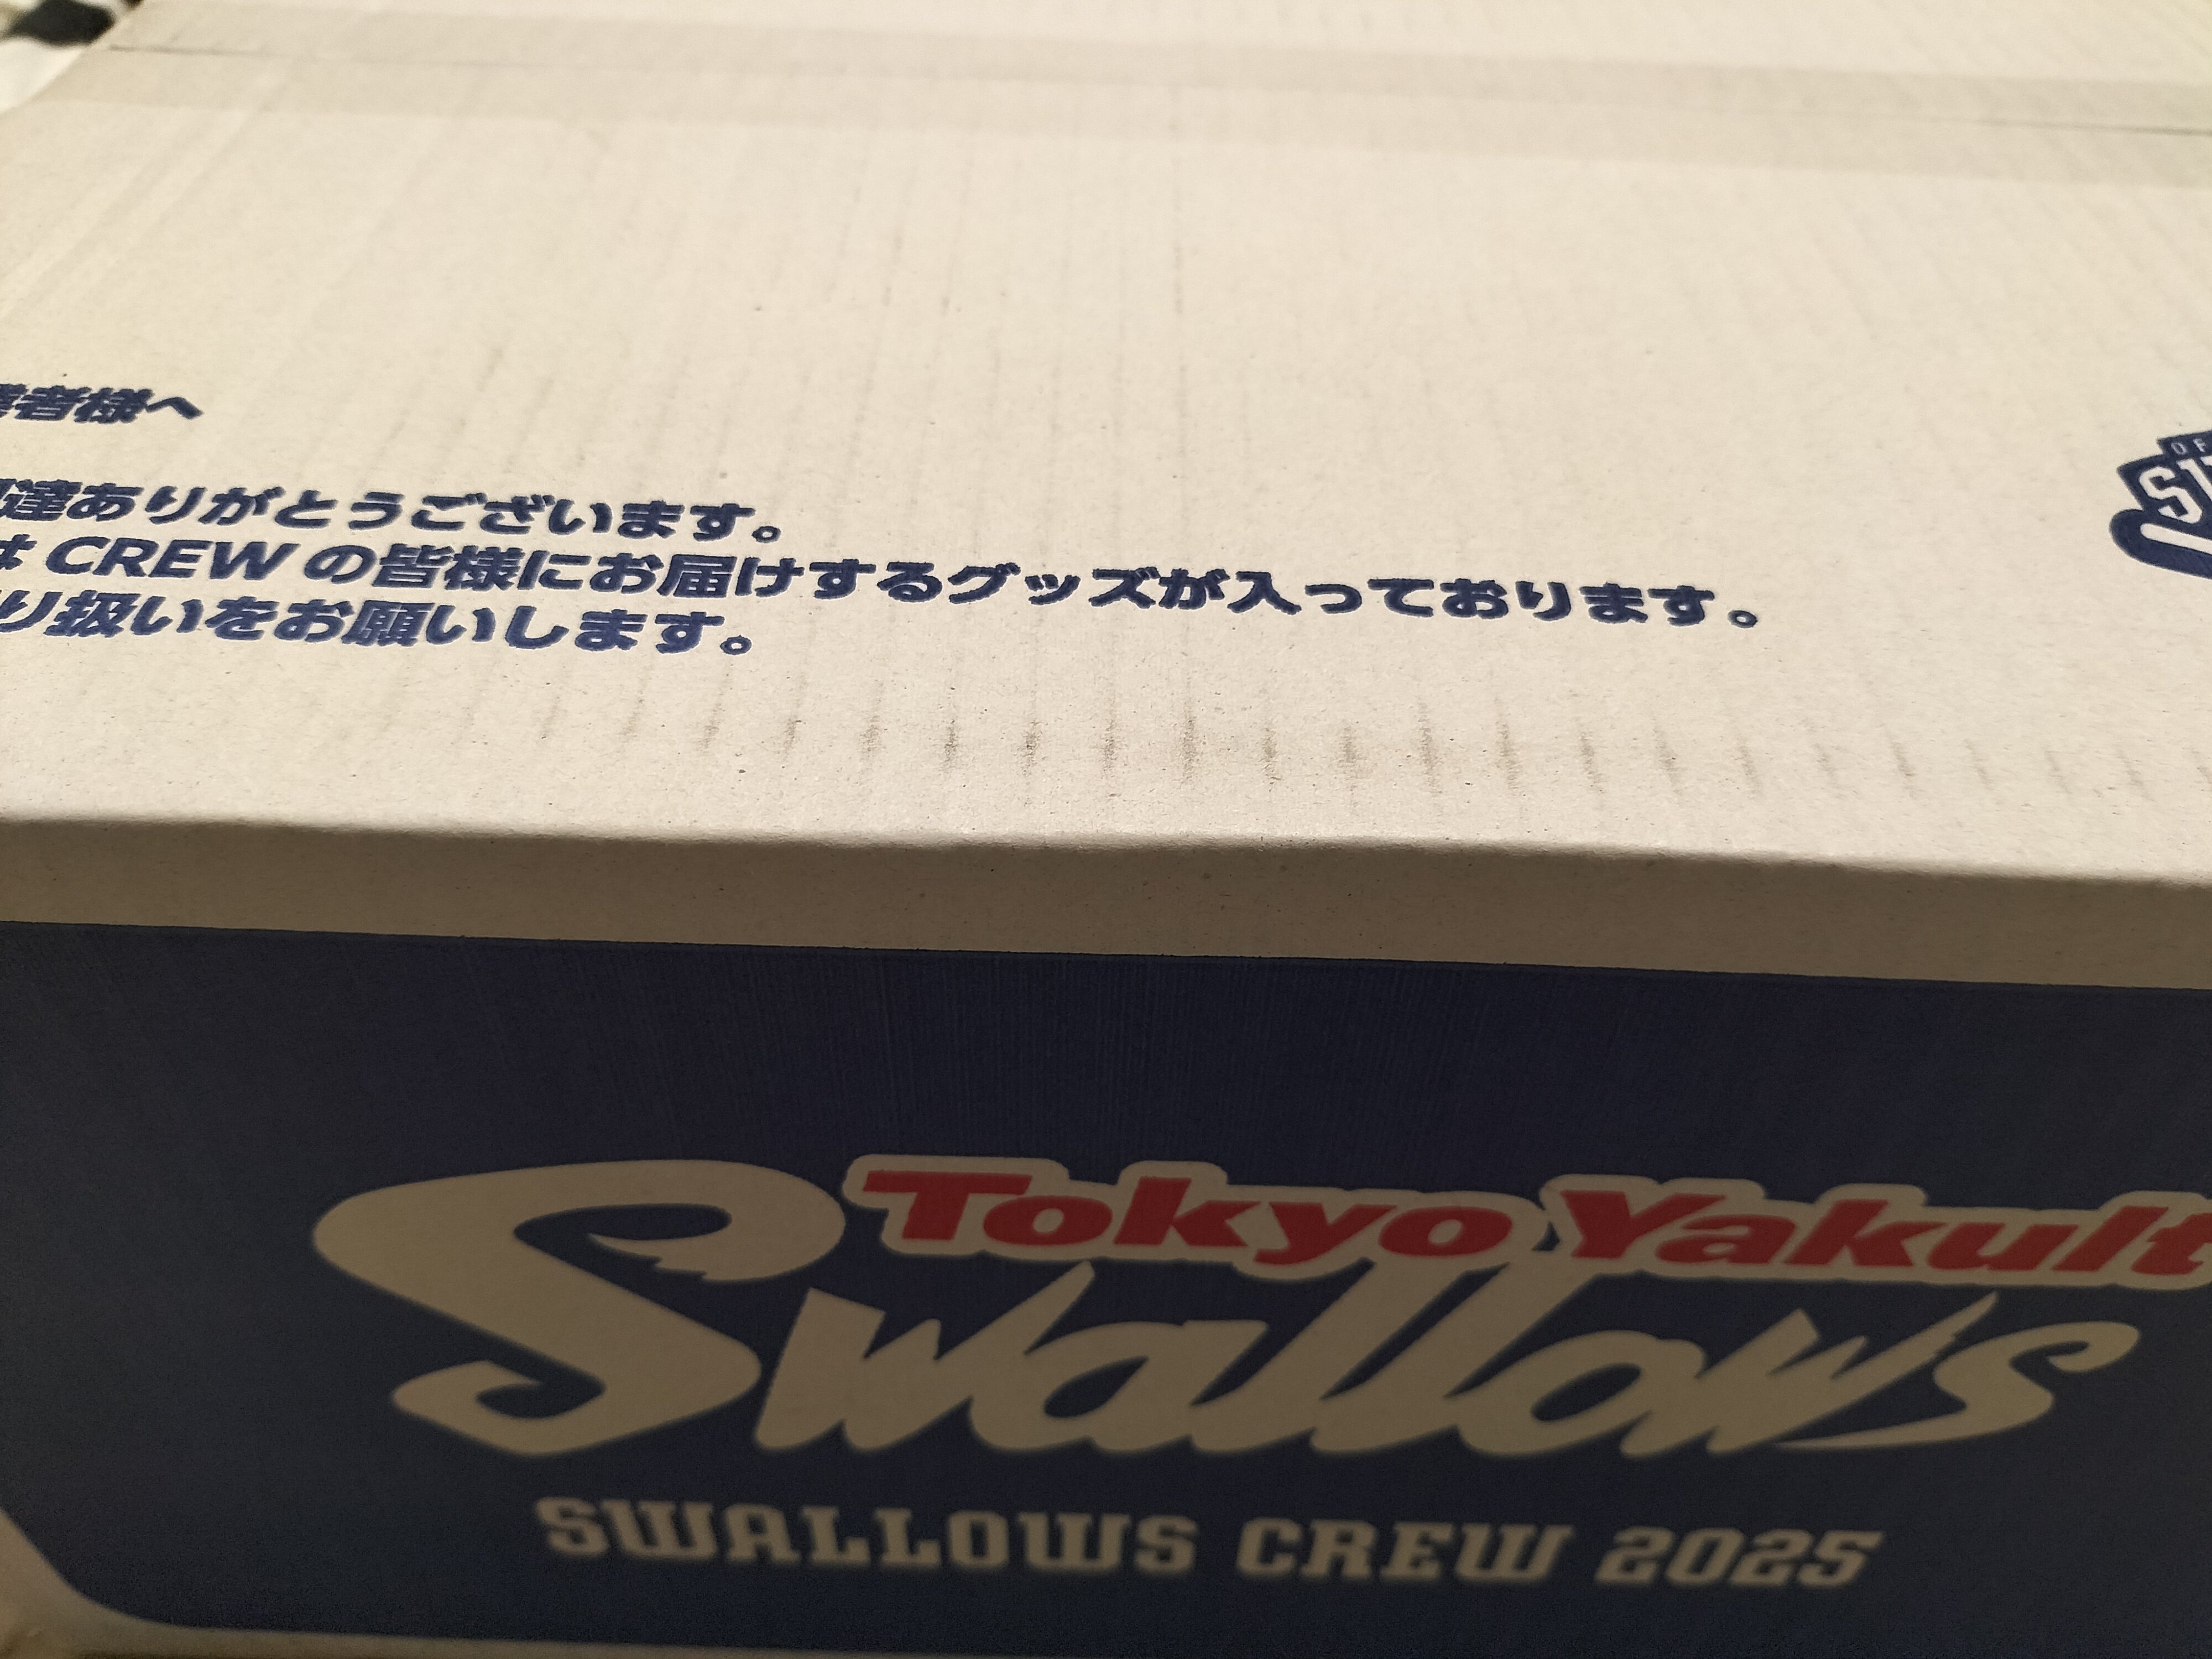 者様へ
達ありがとうございます。
は CREW の皆様にお届けするグッズが入っております。
り扱いをお願いします。
Tokyo Yakult
Swallows
SWALLOWS CREW 2025